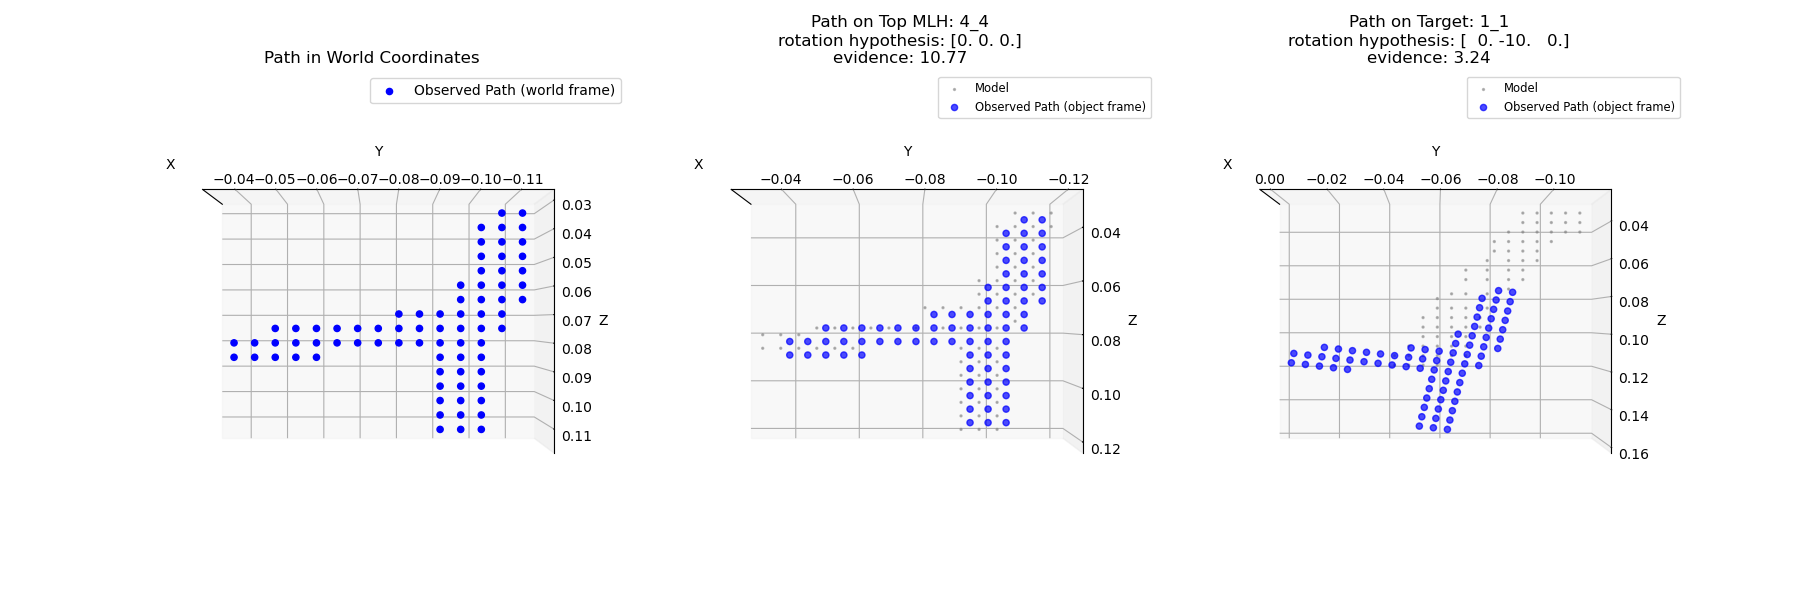 Path in World Coordinates
Observed Path (world frame)
X
Y
−0.04 −0.05 −0.06 −0.07 −0.08 −0.09 −0.10 −0.11
0.03
0.04
0.05
0.06
0.07
Z
0.08
0.09
0.10
0.11
Path on Top MLH: 4_4
rotation hypothesis: [0. 0. 0.]
evidence: 10.77
Model
Observed Path (object frame)
X
Y
−0.04 −0.06 −0.08 −0.10 −0.12
0.04
0.06
Z
0.08
0.10
0.12
Path on Target: 1_1
rotation hypothesis: [  0. -10.   0.]
evidence: 3.24
Model
Observed Path (object frame)
X
Y
0.00 −0.02 −0.04 −0.06 −0.08 −0.10
0.04
0.06
0.08
Z
0.10
0.12
0.14
0.16